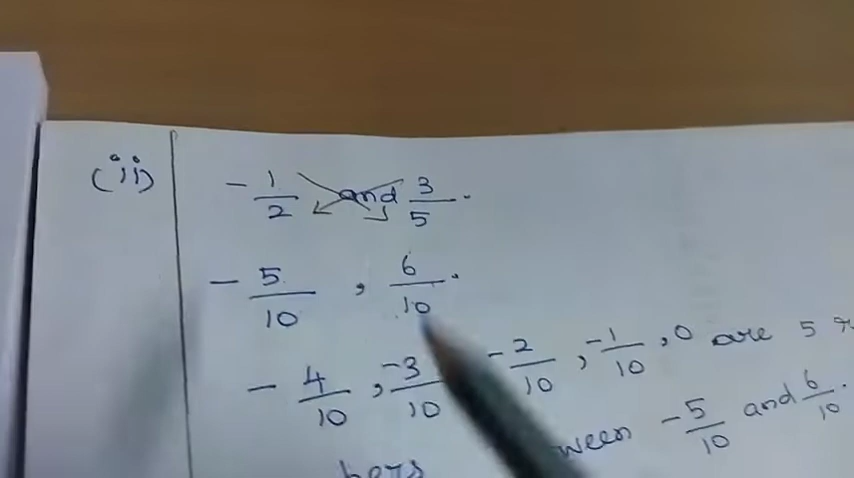 (ii) - 1/2 and 3/5.
- 5/10 , 6/10.
- 4/10 , -3/10 -2/10 , -1/10 , 0 are 5
bers ween -5/10 and 6/10.